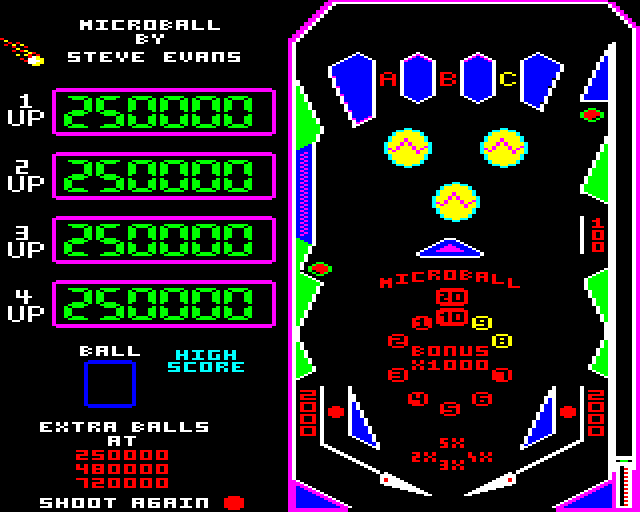 MICROBALL
BY
STEVE EVANS
1 UP 250000
2 UP 250000
3 UP 250000
4 UP 250000
BALL
HIGH
SCORE
EXTRA BALLS
AT
250000
480000
720000
SHOOT AGAIN
A B C
100
MICROBALL
20
10
1 9
2 8
BONUS
X1000
3 7
4 6
5
2000 2000
5X
2X 4X
3X